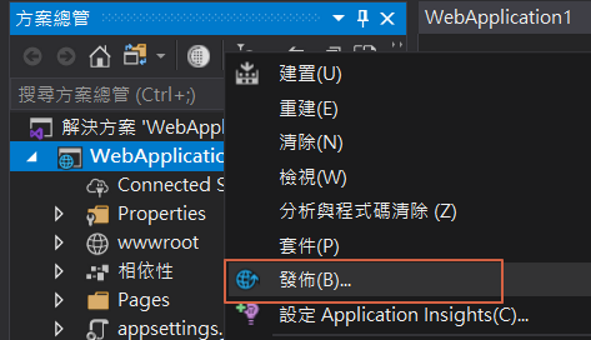 方案總管
WebApplication1
搜尋方案總管 (Ctrl+;)
解決方案 'WebAppl
WebApplicatio
Connected S
Properties
wwwroot
相依性
Pages
appsettings.
建置(U)
重建(E)
清除(N)
檢視(W)
分析與程式碼清除 (Z)
套件(P)
發佈(B)...
設定 Application Insights(C)...